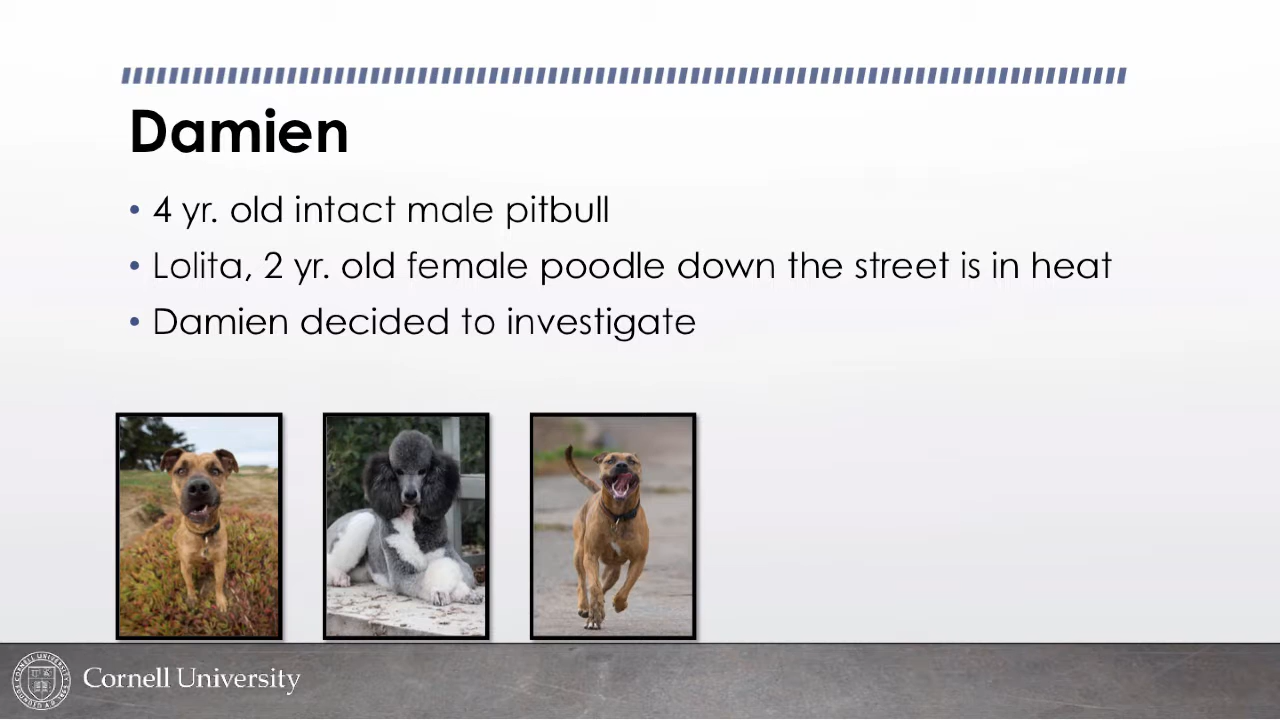 Damien
• 4 yr. old intact male pitbull
• Lolita, 2 yr. old female poodle down the street is in heat
• Damien decided to investigate
Cornell University